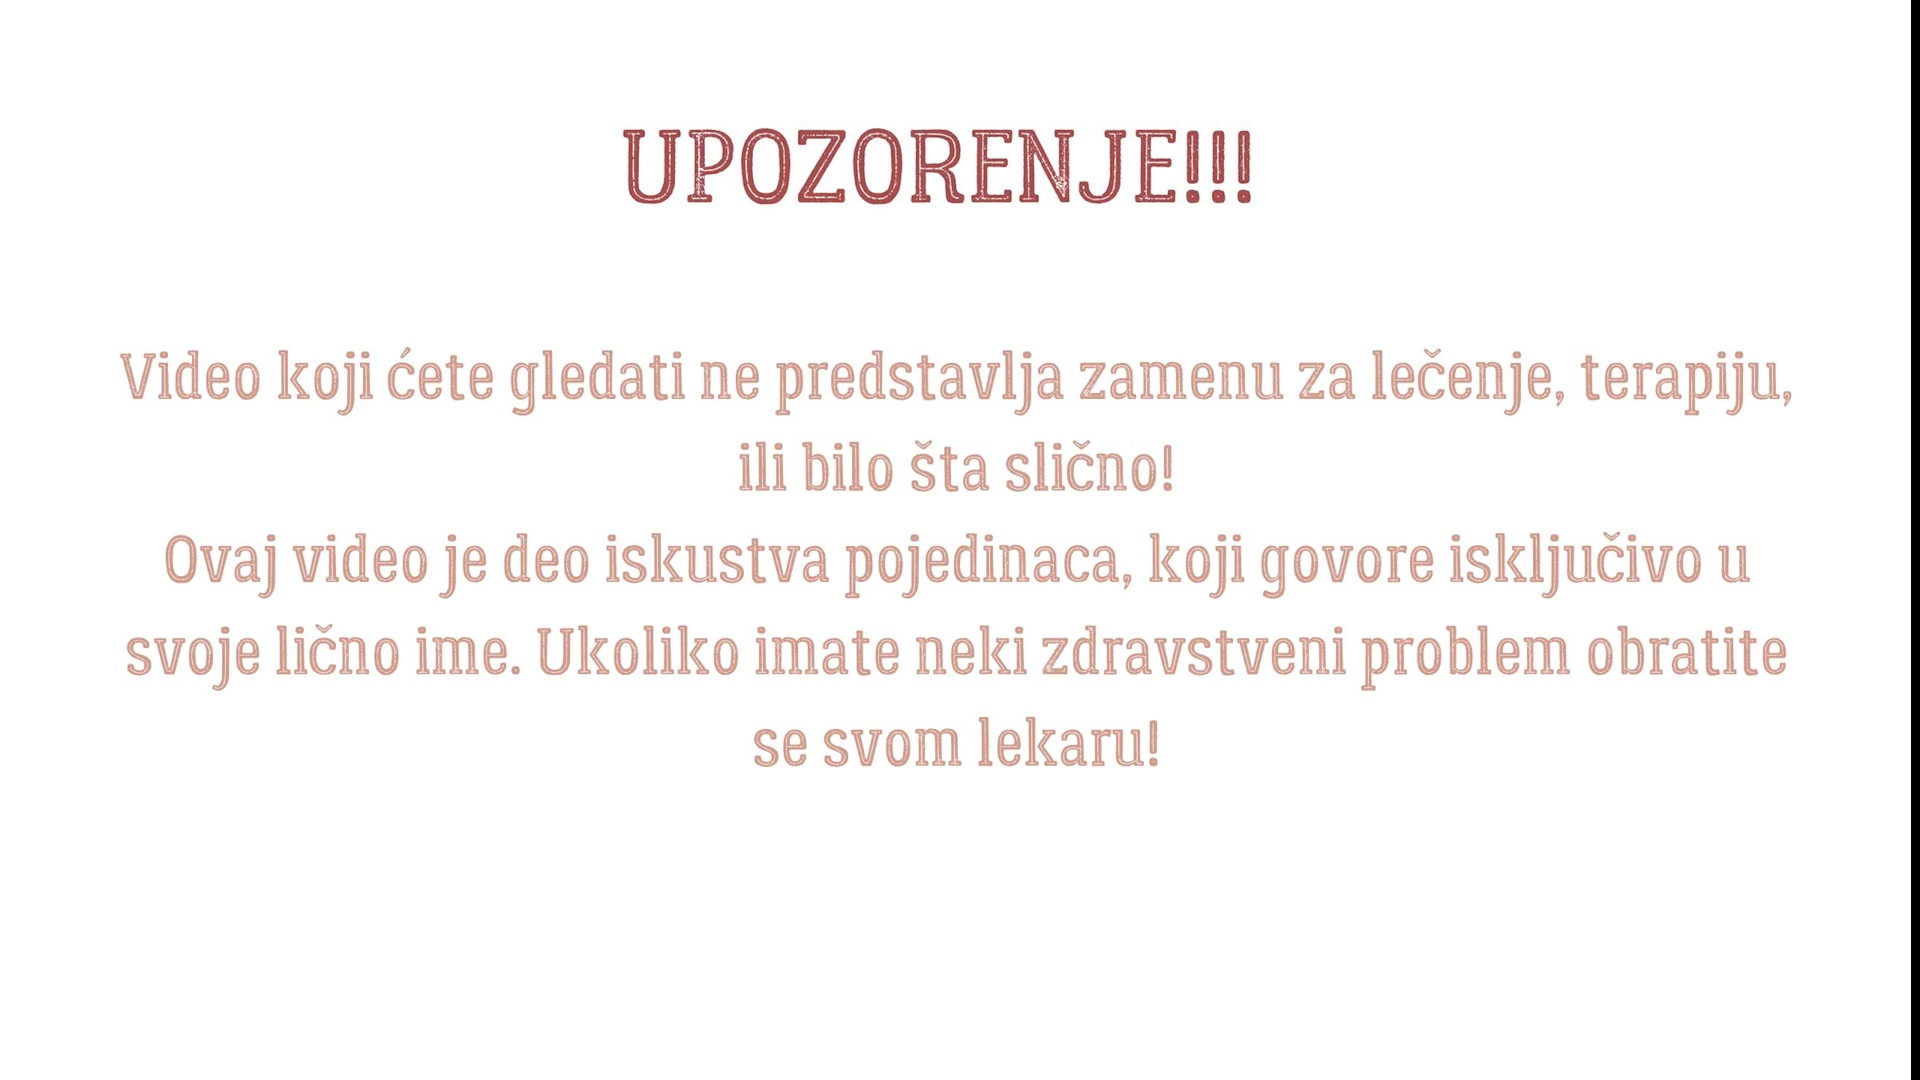 UPOZORENJE!!!
Video koji ćete gledati ne predstavlja zamenu za lečenje, terapiju,
ili bilo šta slično!
Ovaj video je deo iskustva pojedinaca, koji govore isključivo u
svoje lično ime. Ukoliko imate neki zdravstveni problem obratite
se svom lekaru!